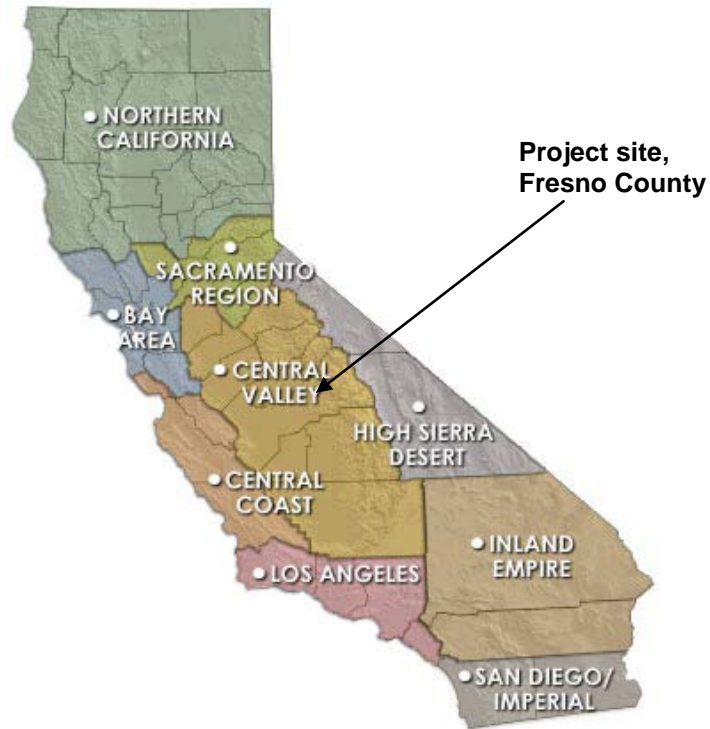 NORTHERN
CALIFORNIA
Project site,
Fresno County
SACRAMENTO
REGION
BAY
AREA
CENTRAL
VALLEY
HIGH SIERRA
DESERT
CENTRAL
COAST
INLAND
EMPIRE
LOS ANGELES
SAN DIEGO/
IMPERIAL